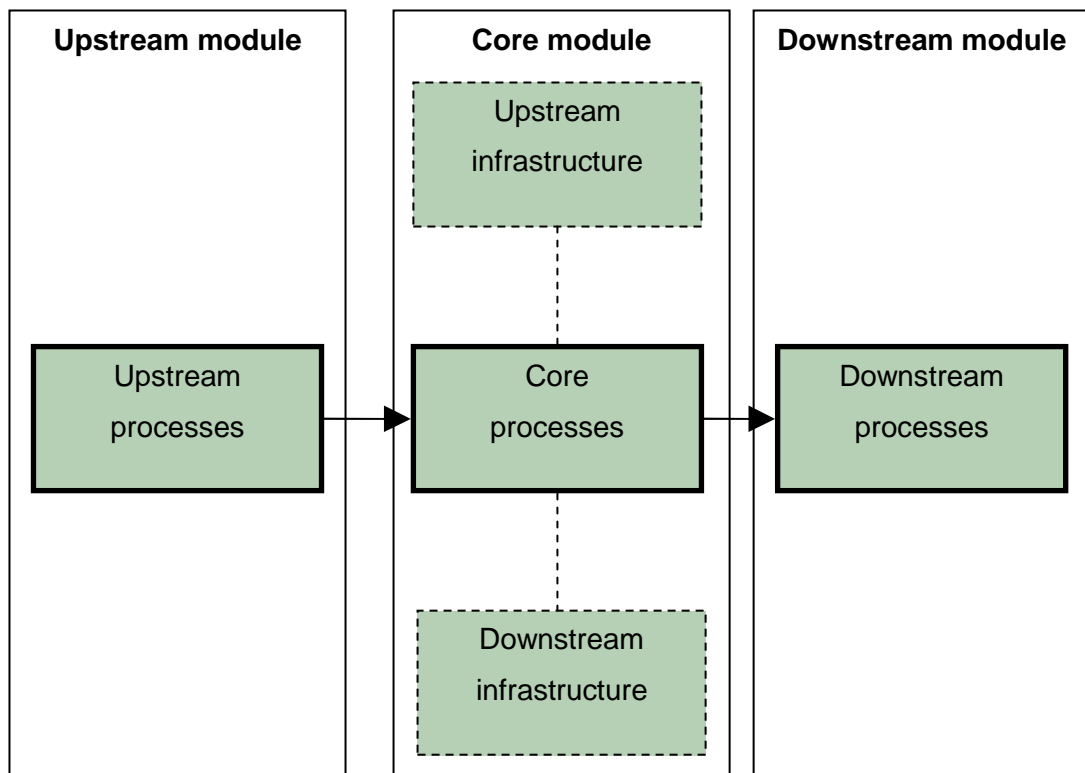 Upstream module
Core module
Downstream module
Upstream
infrastructure
Upstream
processes
Core
processes
Downstream
processes
Downstream
infrastructure